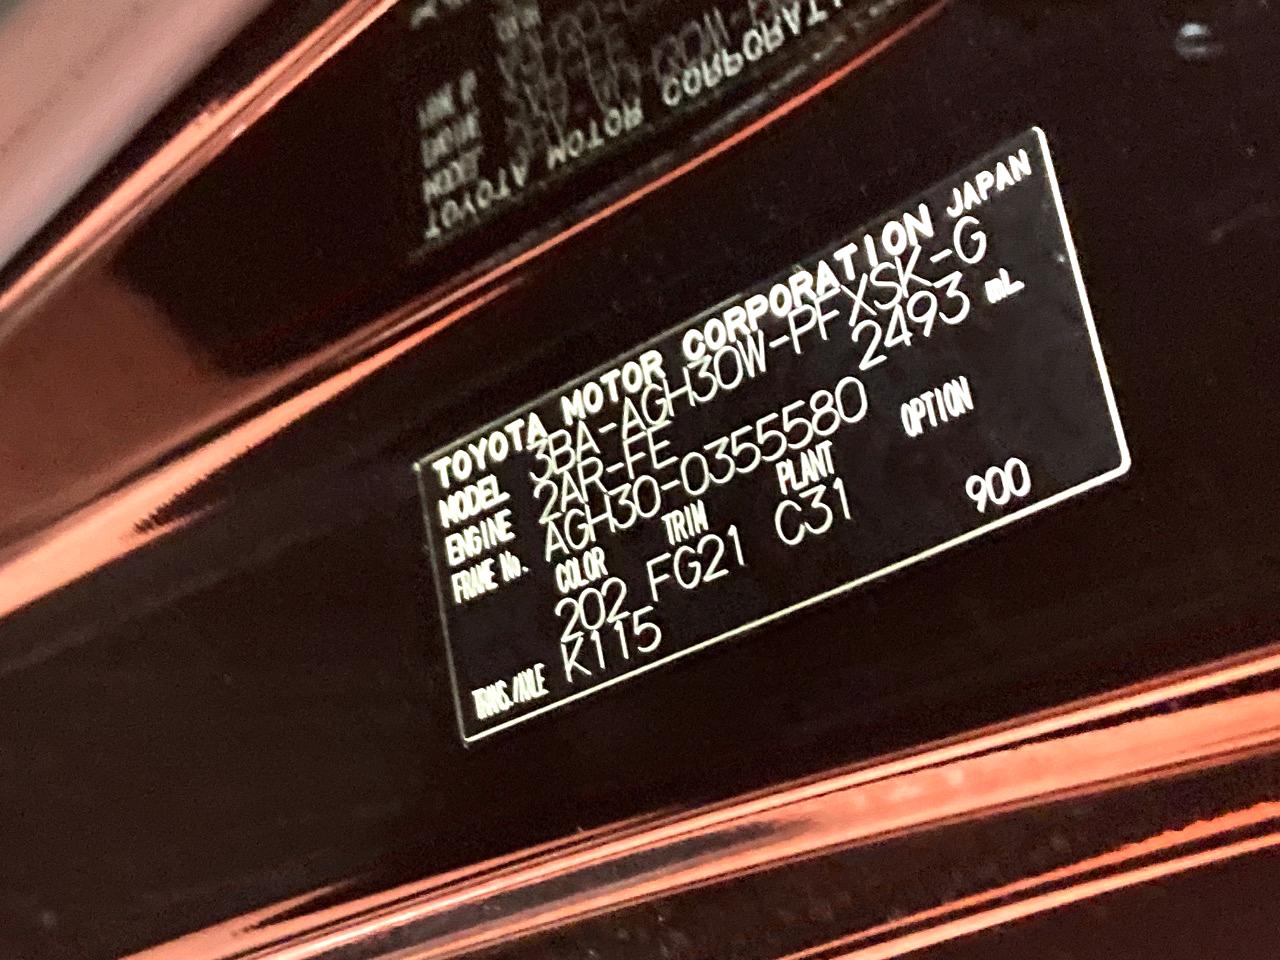 TOYOTA MOTOR CORPORATION JAPAN
MODEL 3BA-AGH30W-PFXSK-G
ENGINE 2AR-FE 2493 mL
FRAME No. AGH30-0355580
COLOR TRIM PLANT OPTION
202 FG21 C31 900
TRANS./AXLE K115